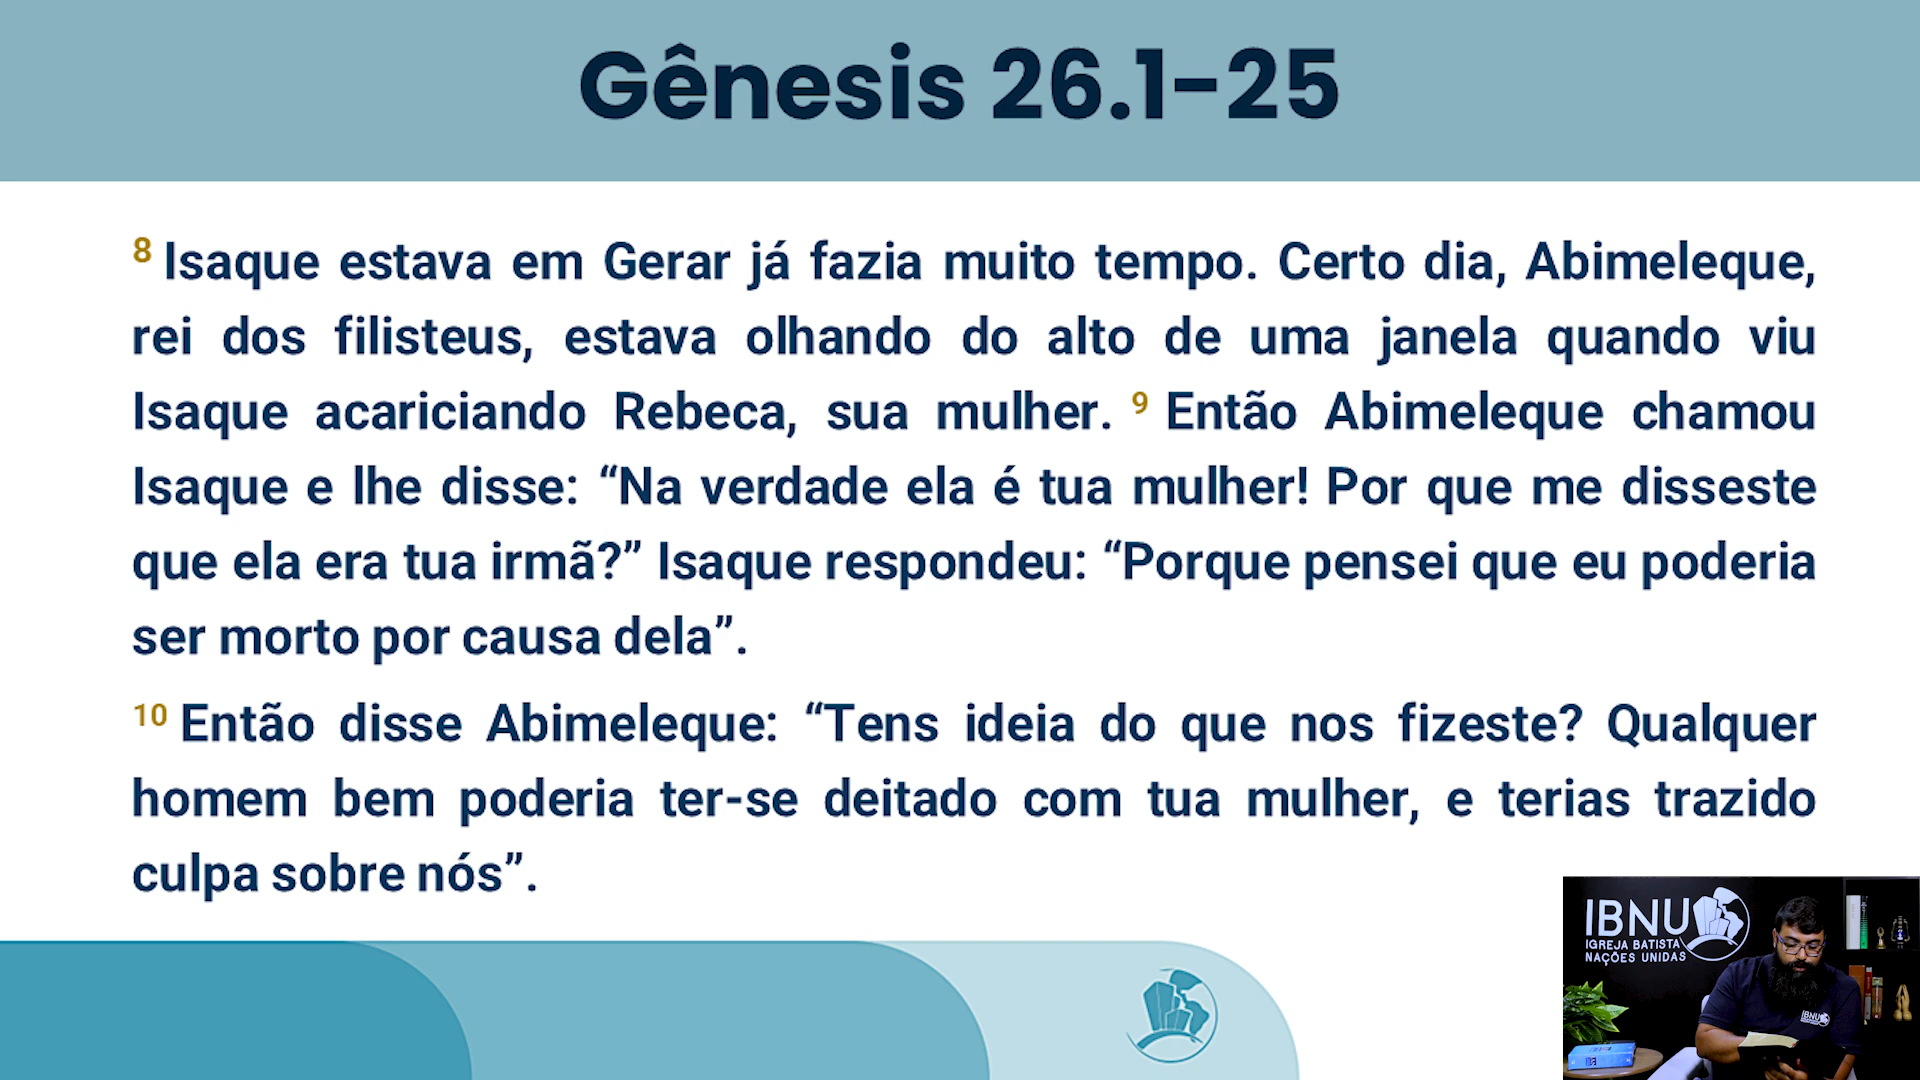 Gênesis 26.1-25
8 Isaque estava em Gerar já fazia muito tempo. Certo dia, Abimeleque,
rei dos filisteus, estava olhando do alto de uma janela quando viu
Isaque acariciando Rebeca, sua mulher. 9 Então Abimeleque chamou
Isaque e lhe disse: “Na verdade ela é tua mulher! Por que me disseste
que ela era tua irmã?” Isaque respondeu: “Porque pensei que eu poderia
ser morto por causa dela”.
10 Então disse Abimeleque: “Tens ideia do que nos fizeste? Qualquer
homem bem poderia ter-se deitado com tua mulher, e terias trazido
culpa sobre nós”.
IBNU
IGREJA BATISTA
NAÇÕES UNIDAS
IBNU